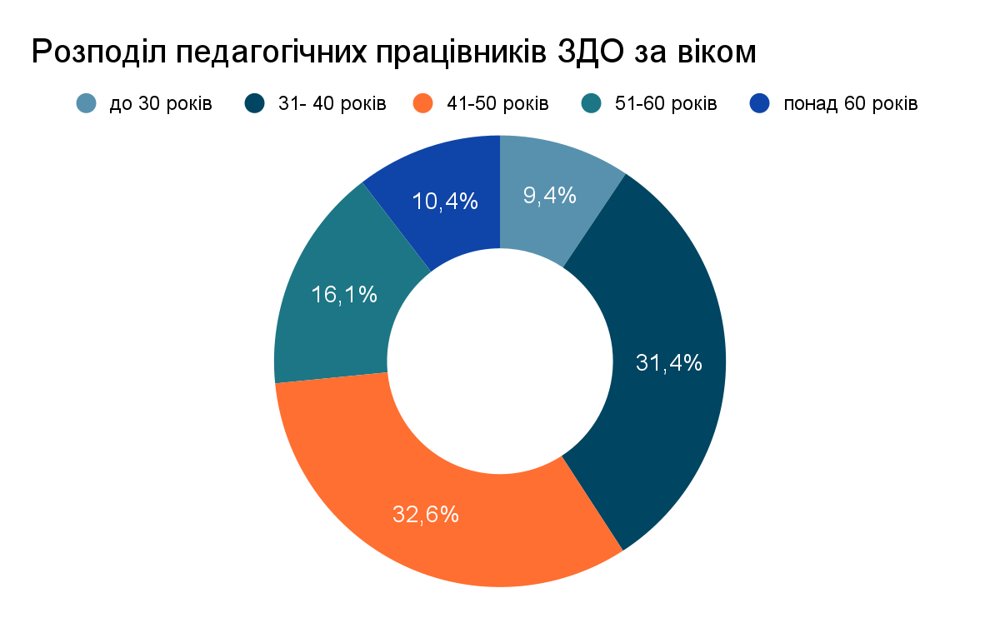 Розподіл педагогічних працівників ЗДО за віком
до 30 років 31- 40 років 41-50 років 51-60 років понад 60 років
10,4% 9,4%
16,1%
31,4%
32,6%